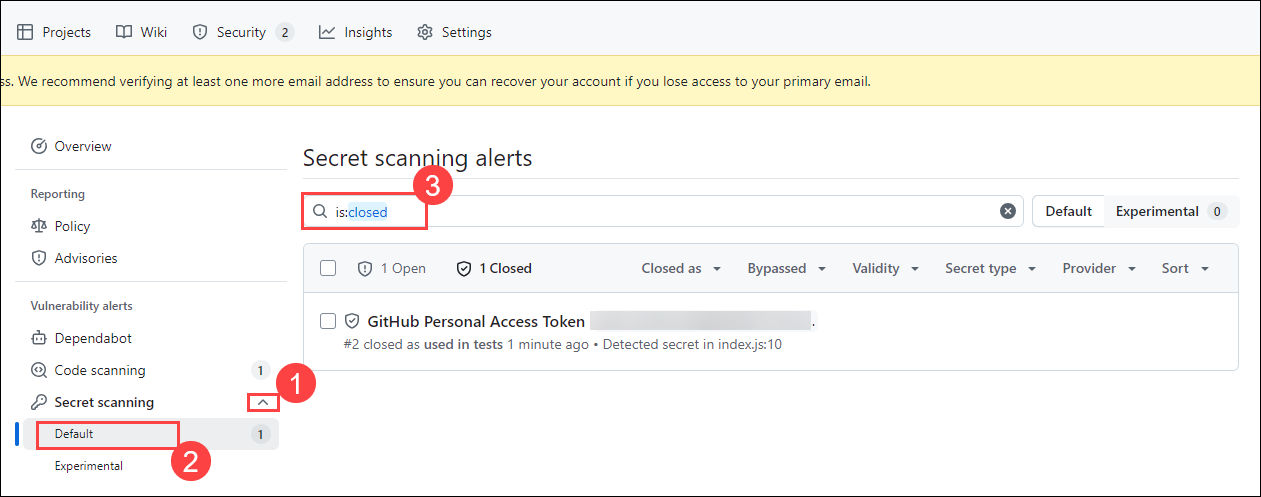 Projects Wiki Security 2 Insights Settings
ss. We recommend verifying at least one more email address to ensure you can recover your account if you lose access to your primary email.
Overview
Reporting
Policy
Advisories
Vulnerability alerts
Dependabot
Code scanning 1
1
Secret scanning
Default 1
2
Experimental
Secret scanning alerts
3
is:closed
Default Experimental 0
1 Open 1 Closed Closed as Bypassed Validity Secret type Provider Sort
GitHub Personal Access Token .
#2 closed as used in tests 1 minute ago • Detected secret in index.js:10